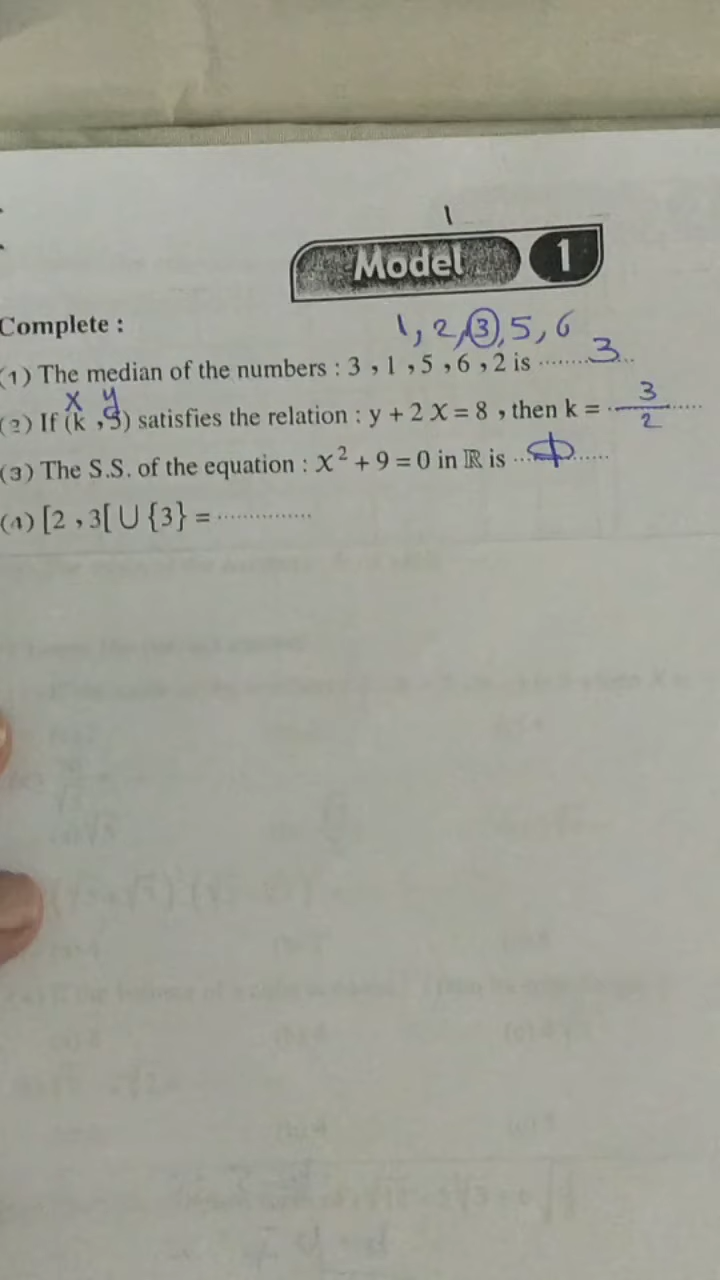 1
Model 1
Complete :
1, 2, 3, 5, 6
(1) The median of the numbers : 3 , 1 , 5 , 6 , 2 is ........3...
x y
(2) If (k , 5) satisfies the relation : y + 2 X = 8 , then k = 3/2
(3) The S.S. of the equation : X² + 9 = 0 in ℝ is ...φ......
(4) [2 , 3[ ∪ {3} = ..............